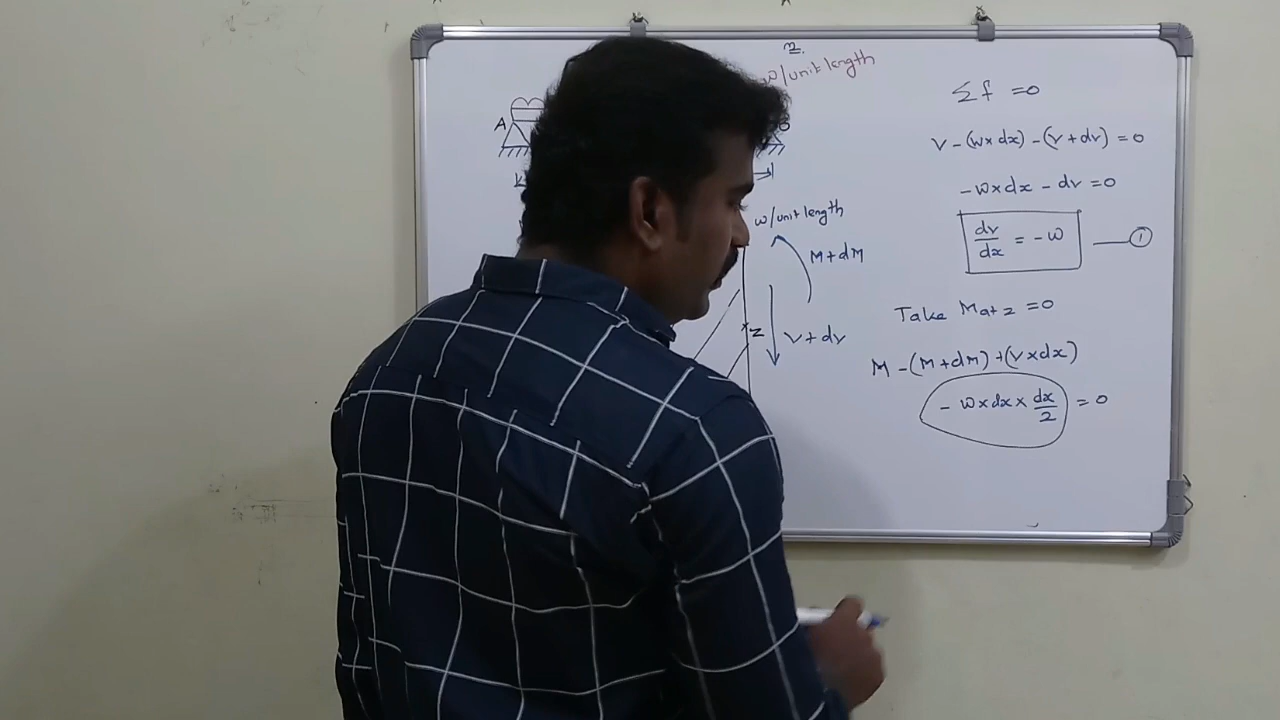 w/unit length
A
B
w/unit length
M+dM
z
v+dv
Σf =0
v-(w×dx)-(v+dv)=0
-w×dx-dv=0
dv/dx = -w ①
Take M at z =0
M-(M+dM)+(v×dx)
- w×dx×dx/2 =0